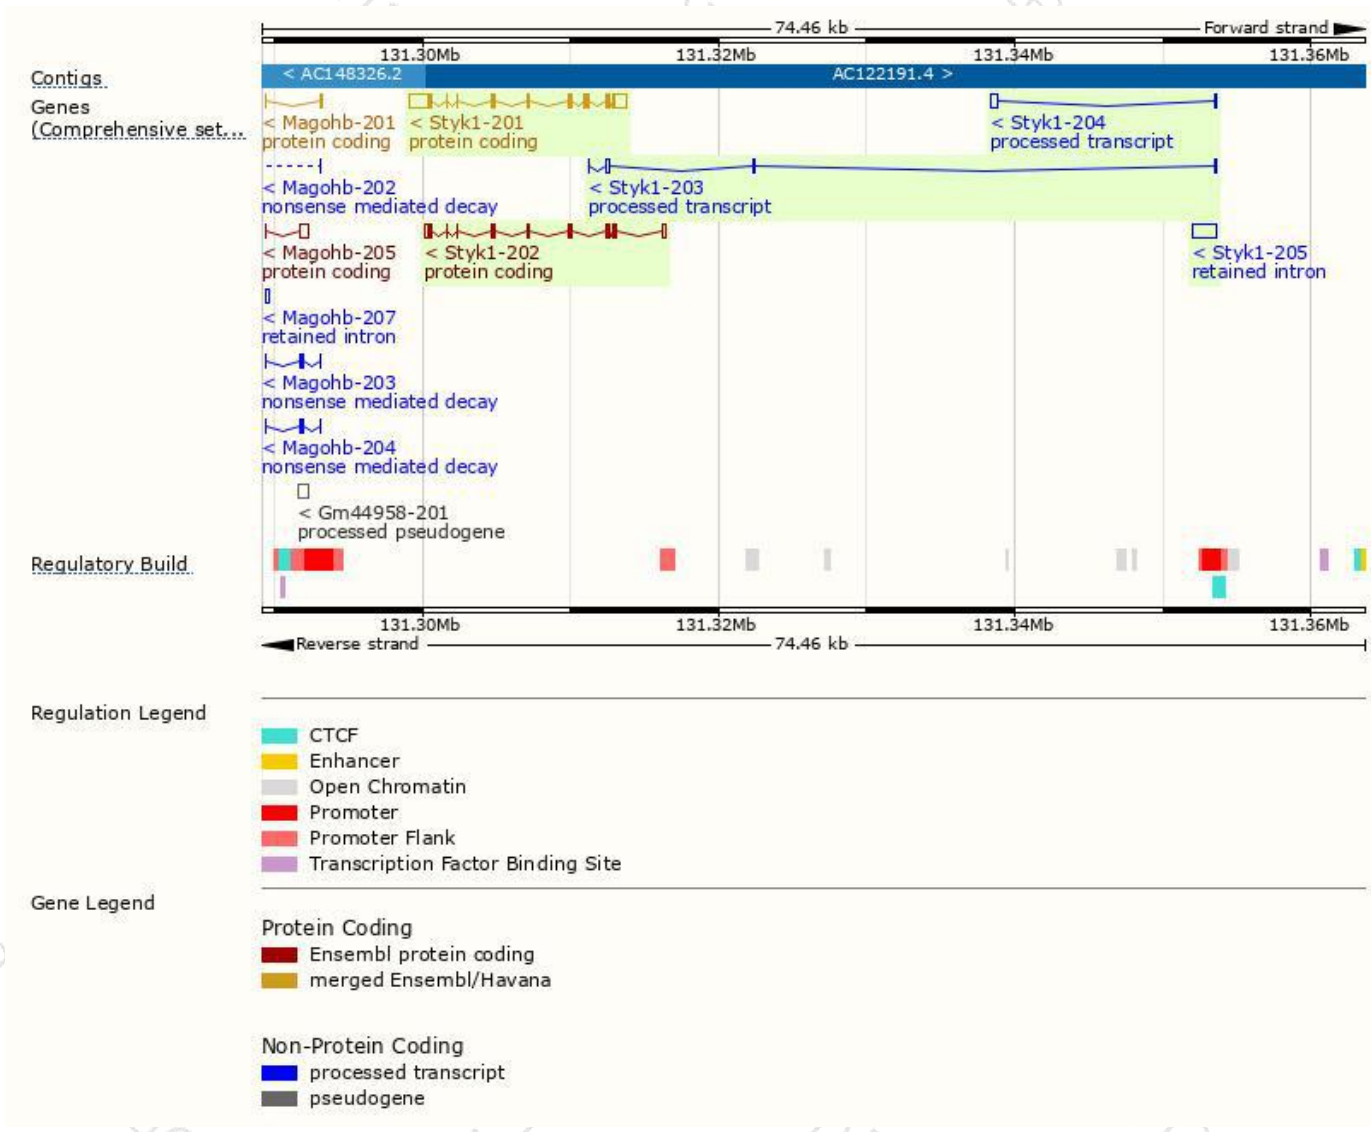 74.46 kb
Forward strand
131.30Mb 131.32Mb 131.34Mb 131.36Mb
Contigs
< AC148326.2 AC122191.4 >
Genes
(Comprehensive set...
< Magohb-201 < Styk1-201 < Styk1-204
protein coding protein coding processed transcript
< Magohb-202 < Styk1-203
nonsense mediated decay processed transcript
< Magohb-205 < Styk1-202 < Styk1-205
protein coding protein coding retained intron
< Magohb-207
retained intron
< Magohb-203
nonsense mediated decay
< Magohb-204
nonsense mediated decay
< Gm44958-201
processed pseudogene
Regulatory Build
131.30Mb 131.32Mb 131.34Mb 131.36Mb
Reverse strand 74.46 kb
Regulation Legend
CTCF
Enhancer
Open Chromatin
Promoter
Promoter Flank
Transcription Factor Binding Site
Gene Legend
Protein Coding
Ensembl protein coding
merged Ensembl/Havana
Non-Protein Coding
processed transcript
pseudogene